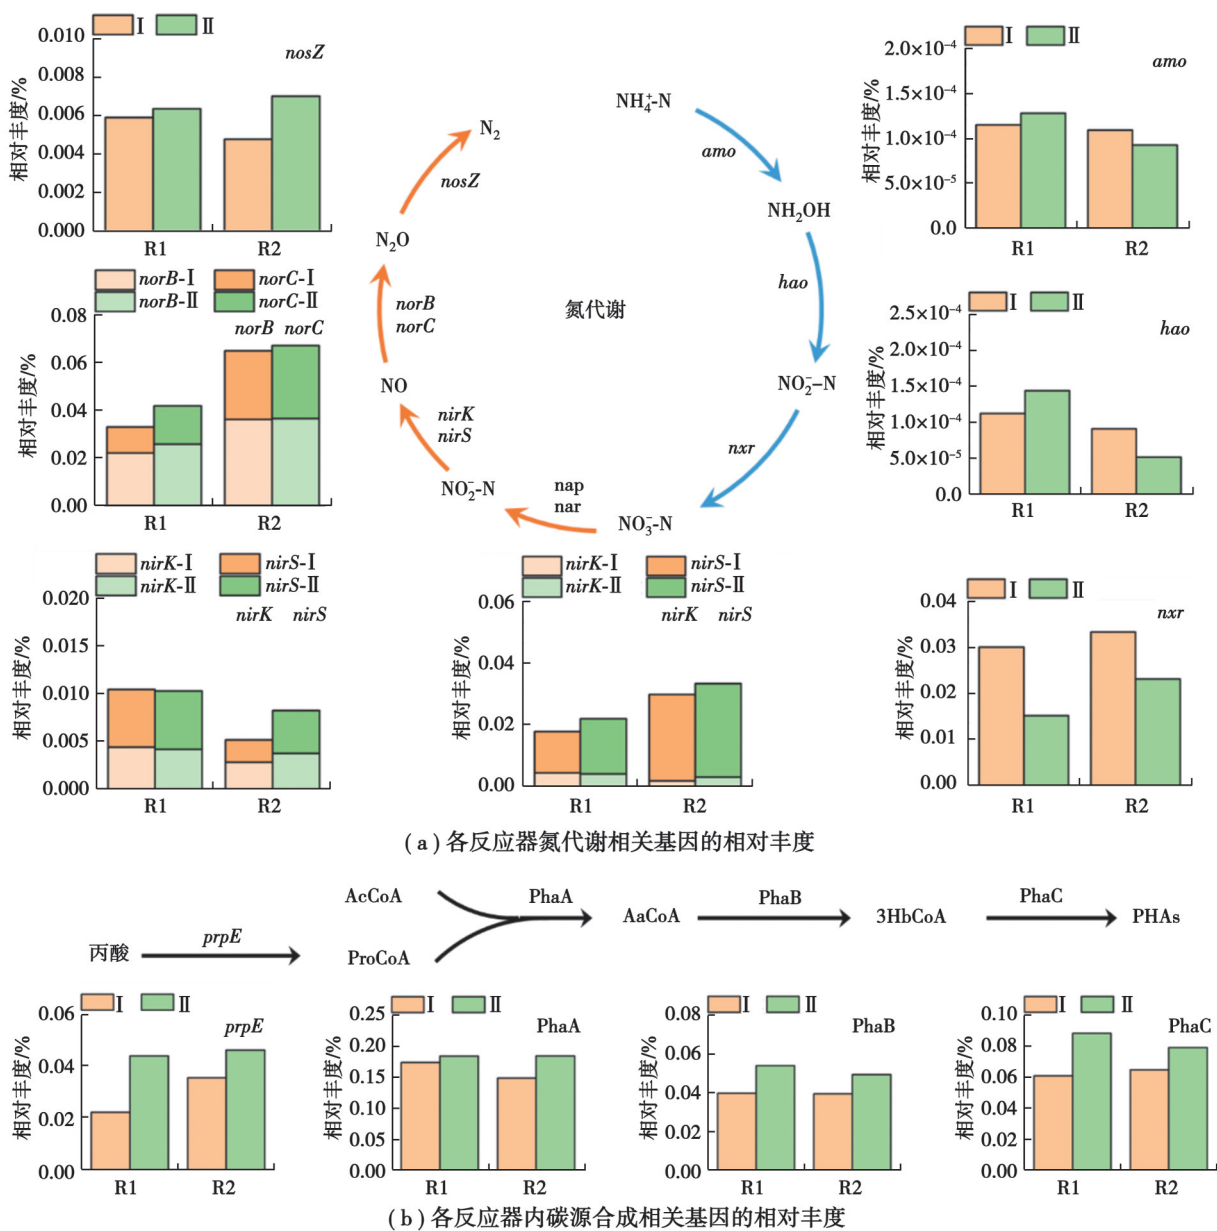 Ⅰ Ⅱ
nosZ
相对丰度/%
0.010
0.008
0.006
0.004
0.002
0.000
R1 R2
norB-Ⅰ norC-Ⅰ
norB-Ⅱ norC-Ⅱ
norB norC
相对丰度/%
0.08
0.06
0.04
0.02
0.00
R1 R2
nirK-Ⅰ nirS-Ⅰ
nirK-Ⅱ nirS-Ⅱ
nirK nirS
相对丰度/%
0.020
0.015
0.010
0.005
0.000
R1 R2
氮代谢
NH₄⁺-N
amo
NH₂OH
hao
NO₂⁻-N
nxr
NO₃⁻-N
nap
nar
NO₂⁻-N
nirK
nirS
NO
norB
norC
N₂O
nosZ
N₂
nirK-Ⅰ nirS-Ⅰ
nirK-Ⅱ nirS-Ⅱ
nirK nirS
相对丰度/%
0.06
0.04
0.02
0.00
R1 R2
Ⅰ Ⅱ
amo
相对丰度/%
2.0×10⁻⁴
1.5×10⁻⁴
1.0×10⁻⁴
5.0×10⁻⁵
0.0
R1 R2
Ⅰ Ⅱ
hao
相对丰度/%
2.5×10⁻⁴
2.0×10⁻⁴
1.5×10⁻⁴
1.0×10⁻⁴
5.0×10⁻⁵
0.0
R1 R2
Ⅰ Ⅱ
nxr
相对丰度/%
0.04
0.03
0.02
0.01
0.00
R1 R2
(a)各反应器氮代谢相关基因的相对丰度
丙酸
prpE
AcCoA
ProCoA
PhaA
AaCoA
PhaB
3HbCoA
PhaC
PHAs
Ⅰ Ⅱ
prpE
相对丰度/%
0.06
0.04
0.02
0.00
R1 R2
Ⅰ Ⅱ
PhaA
相对丰度/%
0.25
0.20
0.15
0.10
0.05
0.00
R1 R2
Ⅰ Ⅱ
PhaB
相对丰度/%
0.08
0.06
0.04
0.02
0.00
R1 R2
Ⅰ Ⅱ
PhaC
相对丰度/%
0.10
0.08
0.06
0.04
0.02
0.00
R1 R2
(b)各反应器内碳源合成相关基因的相对丰度